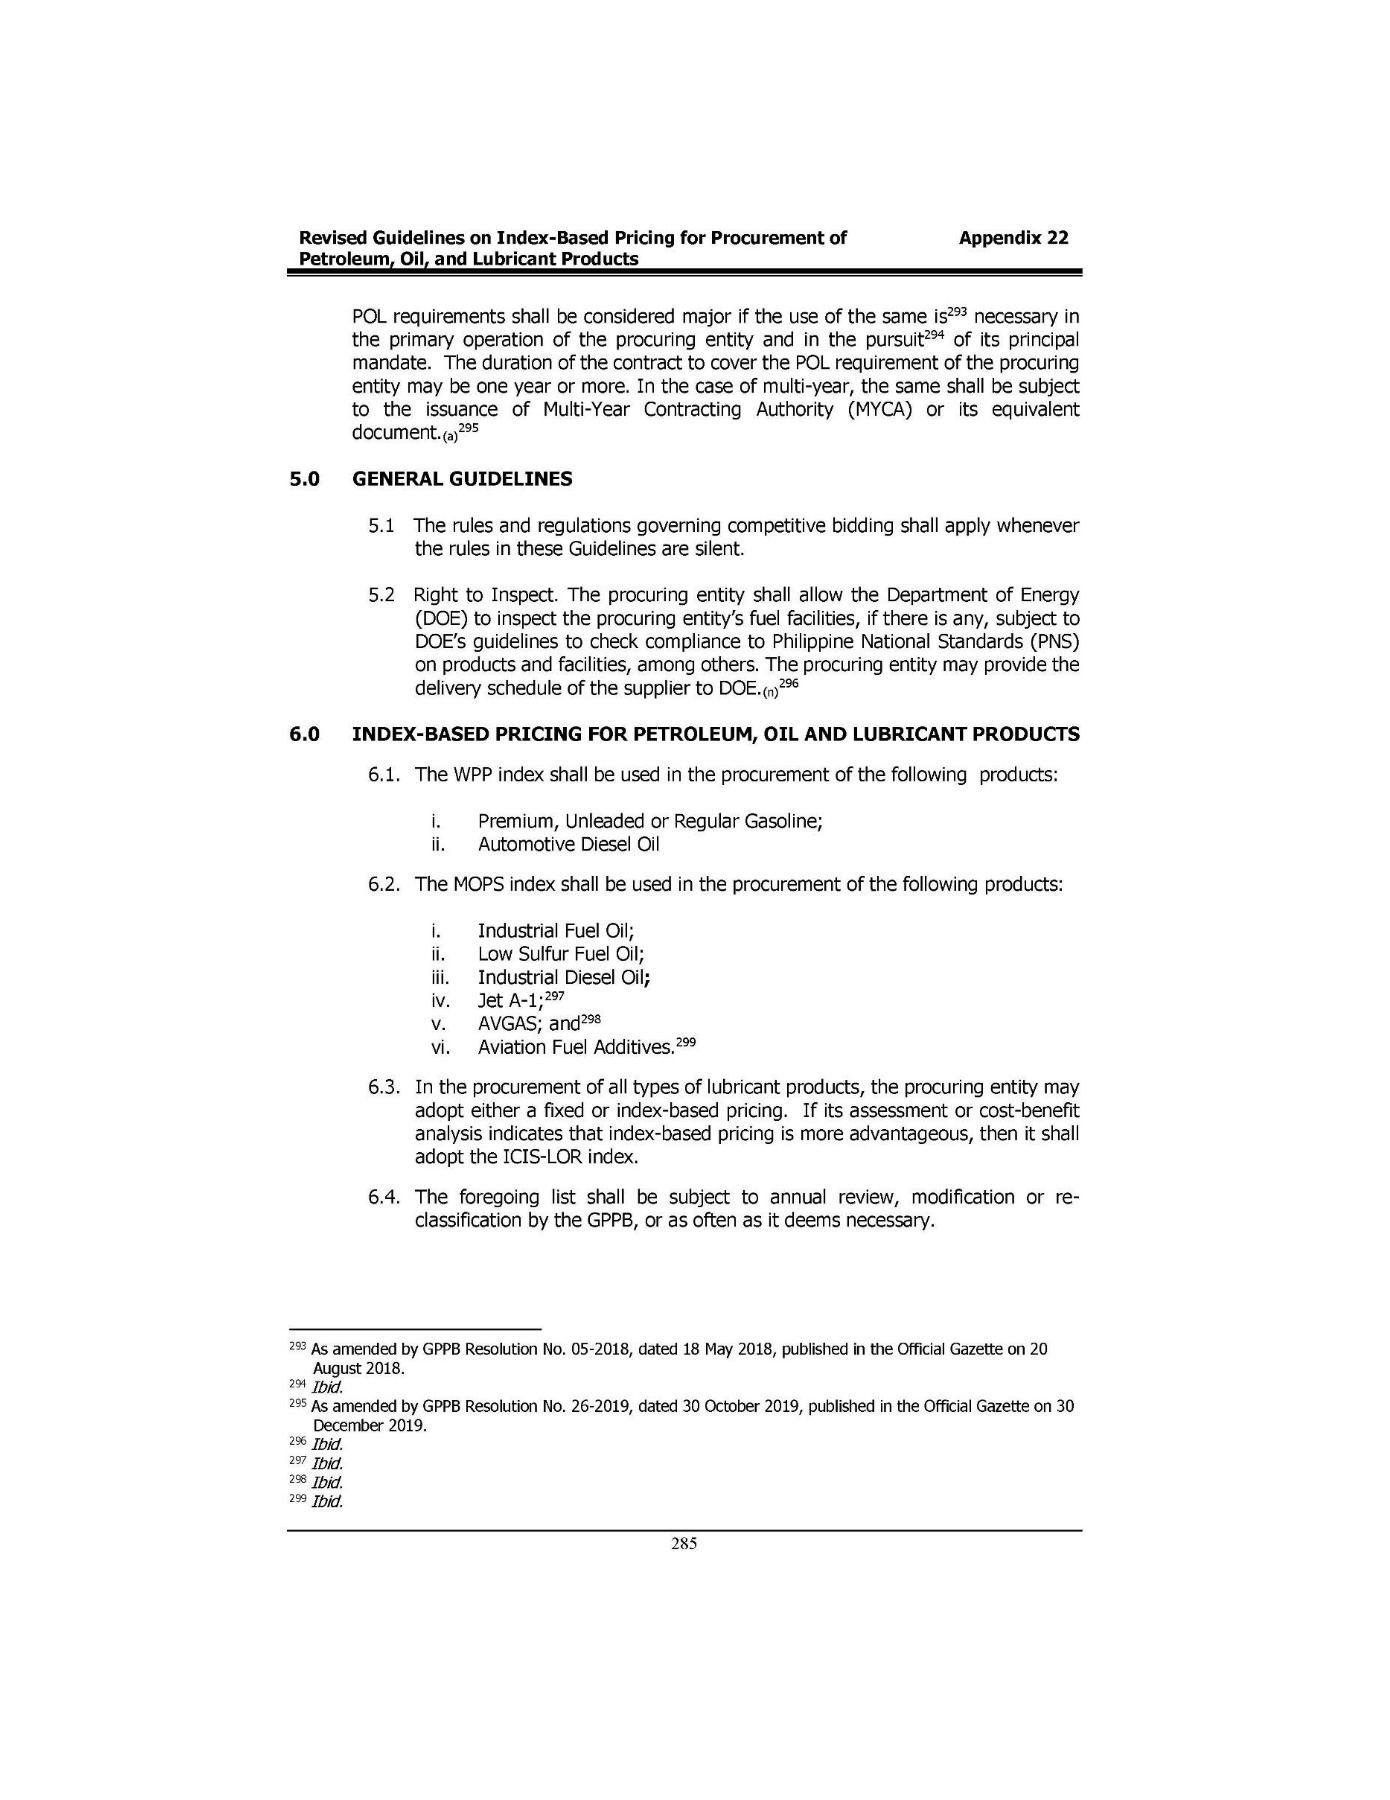 Revised Guidelines on Index-Based Pricing for Procurement of Appendix 22
Petroleum, Oil, and Lubricant Products
POL requirements shall be considered major if the use of the same is293 necessary in
the primary operation of the procuring entity and in the pursuit294 of its principal
mandate. The duration of the contract to cover the POL requirement of the procuring
entity may be one year or more. In the case of multi-year, the same shall be subject
to the issuance of Multi-Year Contracting Authority (MYCA) or its equivalent
document.(a)295
5.0 GENERAL GUIDELINES
5.1 The rules and regulations governing competitive bidding shall apply whenever
the rules in these Guidelines are silent.
5.2 Right to Inspect. The procuring entity shall allow the Department of Energy
(DOE) to inspect the procuring entity’s fuel facilities, if there is any, subject to
DOE’s guidelines to check compliance to Philippine National Standards (PNS)
on products and facilities, among others. The procuring entity may provide the
delivery schedule of the supplier to DOE.(n)296
6.0 INDEX-BASED PRICING FOR PETROLEUM, OIL AND LUBRICANT PRODUCTS
6.1. The WPP index shall be used in the procurement of the following products:
i. Premium, Unleaded or Regular Gasoline;
ii. Automotive Diesel Oil
6.2. The MOPS index shall be used in the procurement of the following products:
i. Industrial Fuel Oil;
ii. Low Sulfur Fuel Oil;
iii. Industrial Diesel Oil;
iv. Jet A-1;297
v. AVGAS; and298
vi. Aviation Fuel Additives.299
6.3. In the procurement of all types of lubricant products, the procuring entity may
adopt either a fixed or index-based pricing. If its assessment or cost-benefit
analysis indicates that index-based pricing is more advantageous, then it shall
adopt the ICIS-LOR index.
6.4. The foregoing list shall be subject to annual review, modification or re-
classification by the GPPB, or as often as it deems necessary.
293 As amended by GPPB Resolution No. 05-2018, dated 18 May 2018, published in the Official Gazette on 20
August 2018.
294 Ibid.
295 As amended by GPPB Resolution No. 26-2019, dated 30 October 2019, published in the Official Gazette on 30
December 2019.
296 Ibid.
297 Ibid.
298 Ibid.
299 Ibid.
285